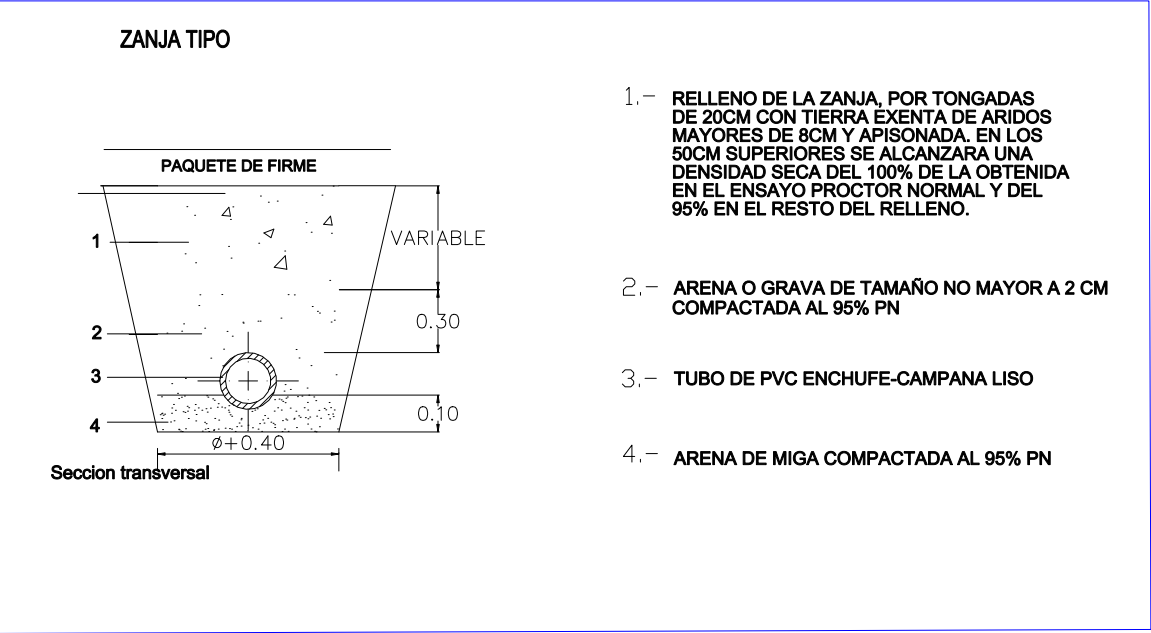 ZANJA TIPO
PAQUETE DE FIRME
1
VARIABLE
0.30
2
3
4
0.10
ø+0.40
Seccion transversal
1.- RELLENO DE LA ZANJA, POR TONGADAS
DE 20CM CON TIERRA EXENTA DE ARIDOS
MAYORES DE 8CM Y APISONADA. EN LOS
50CM SUPERIORES SE ALCANZARA UNA
DENSIDAD SECA DEL 100% DE LA OBTENIDA
EN EL ENSAYO PROCTOR NORMAL Y DEL
95% EN EL RESTO DEL RELLENO.
2.- ARENA O GRAVA DE TAMAÑO NO MAYOR A 2 CM
COMPACTADA AL 95% PN
3.- TUBO DE PVC ENCHUFE-CAMPANA LISO
4.- ARENA DE MIGA COMPACTADA AL 95% PN